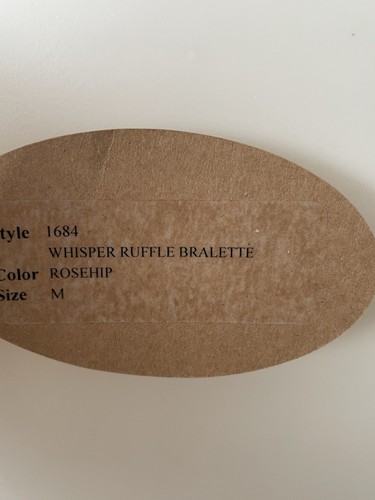 tyle 1684
WHISPER RUFFLE BRALETTE
Color ROSEHIP
Size M